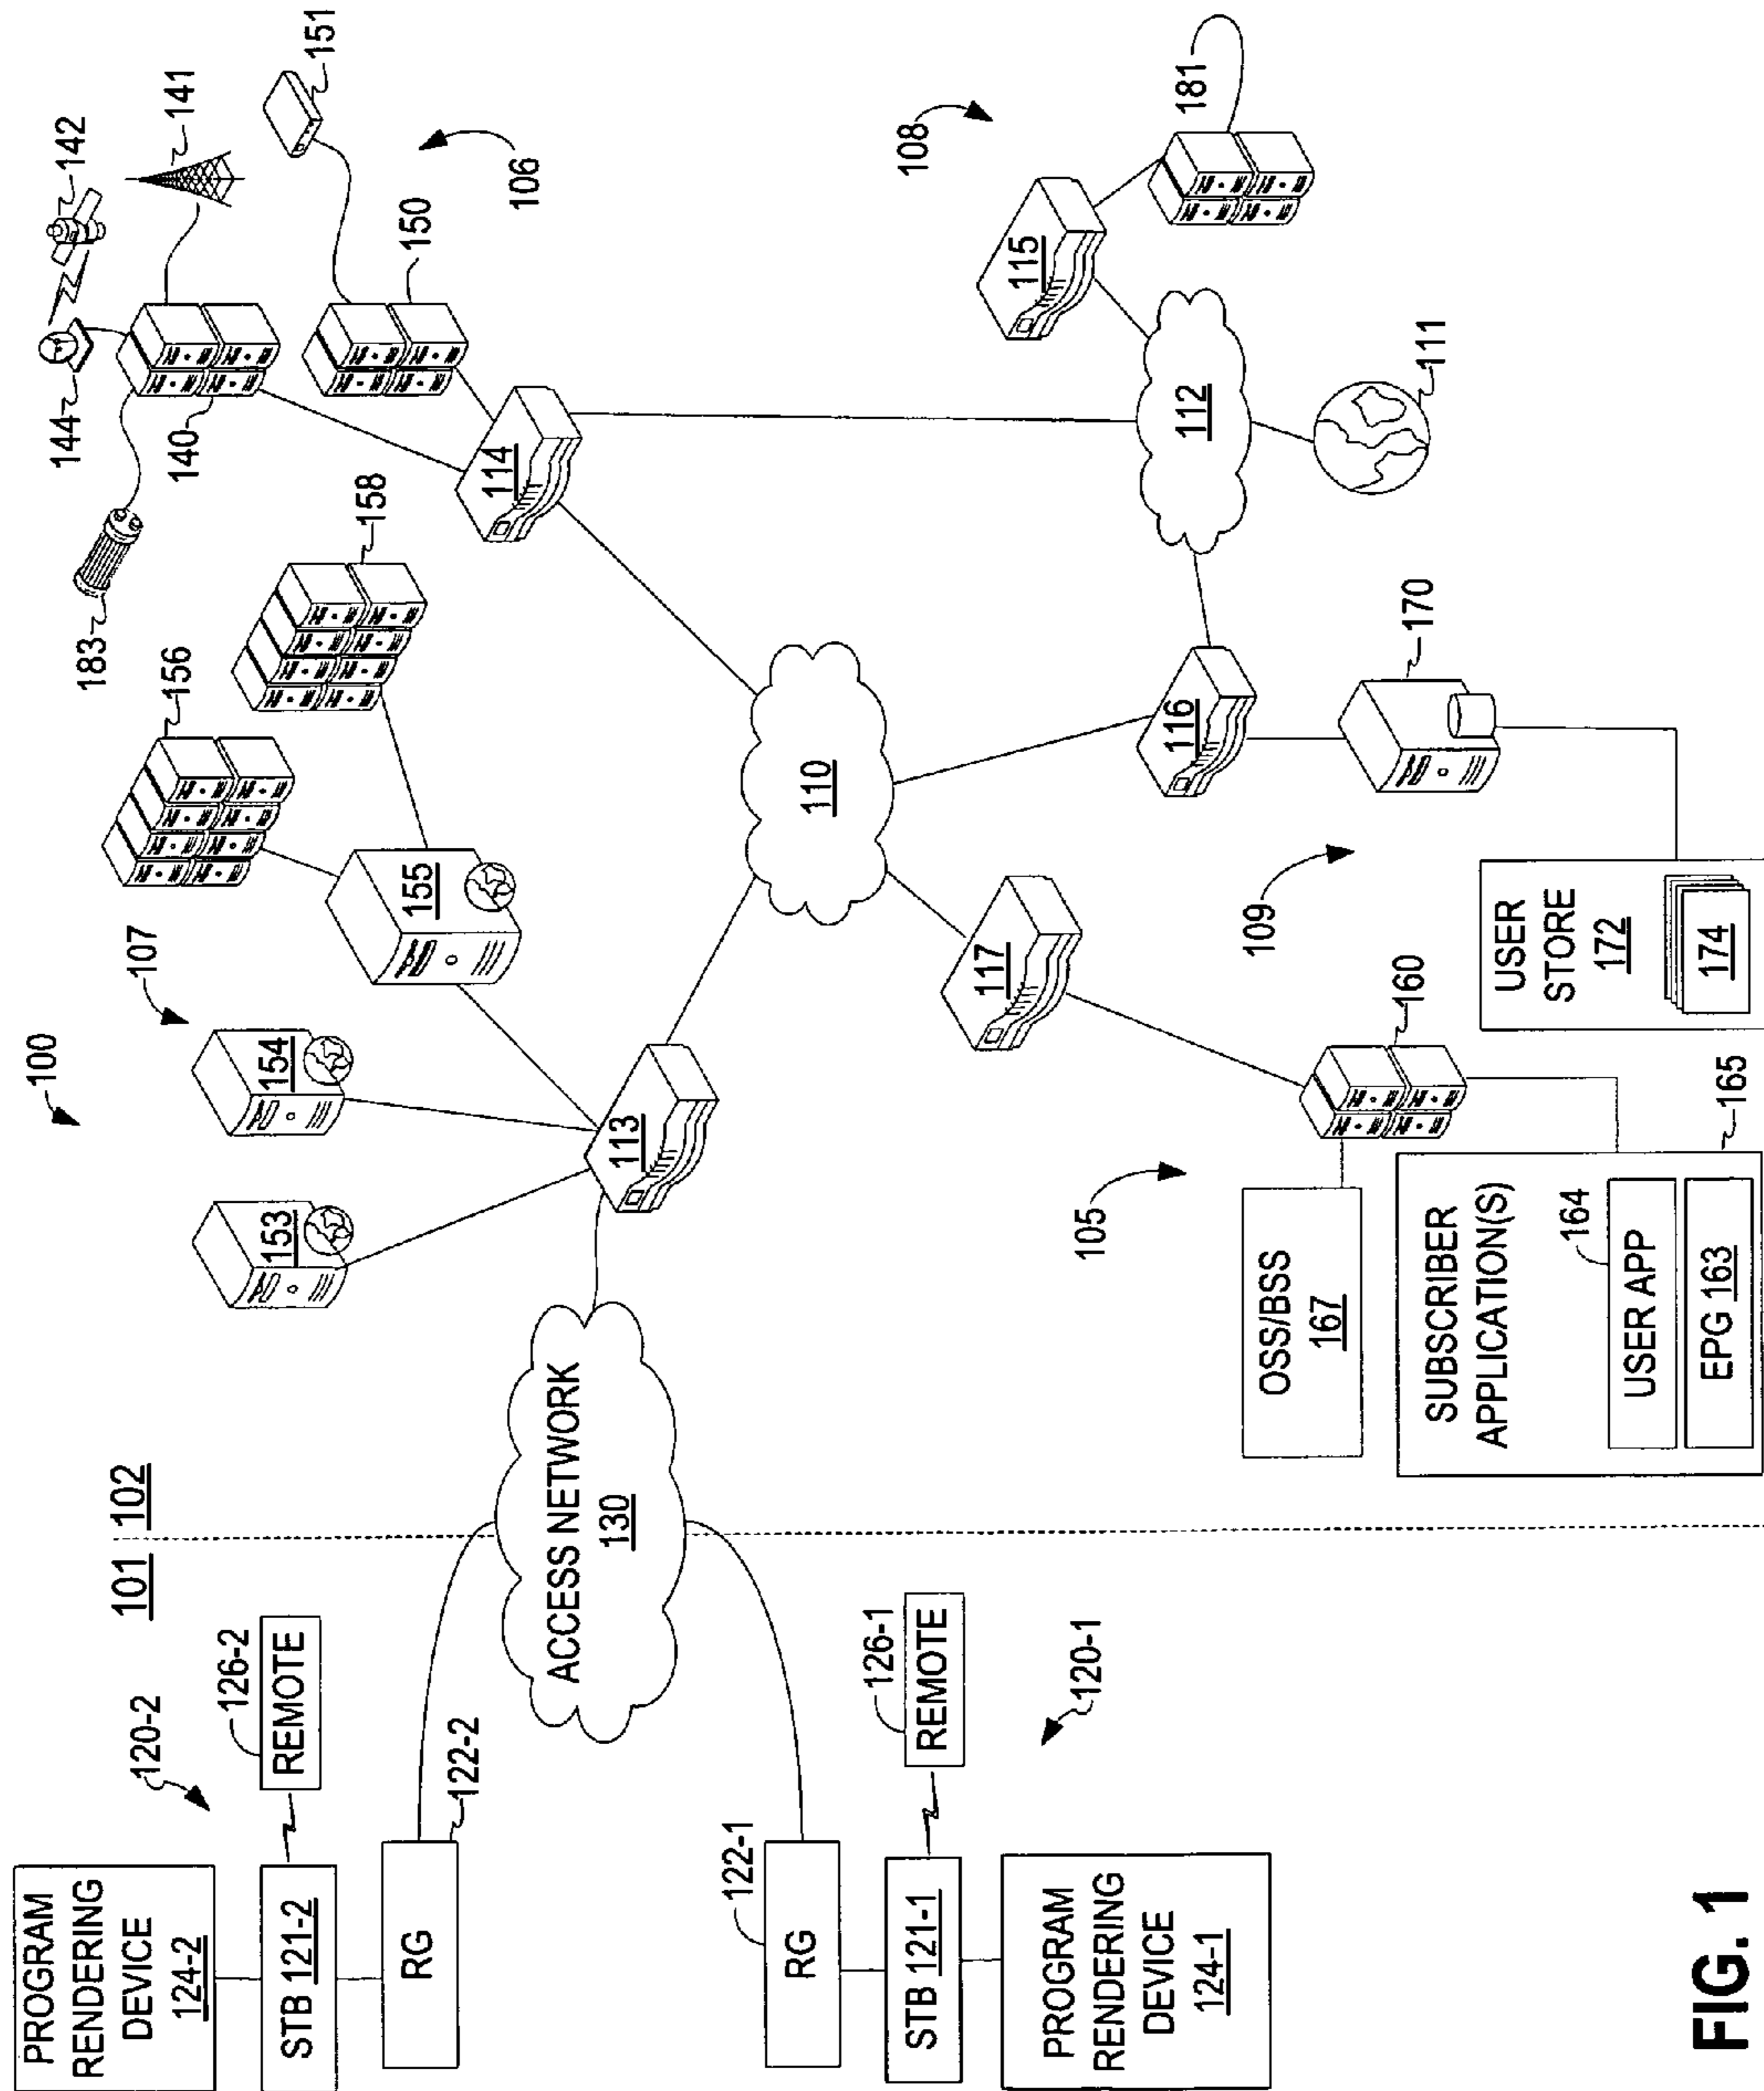 100
101
102
120-2
PROGRAM
RENDERING
DEVICE
124-2
STB 121-2
126-2
REMOTE
RG
122-2
ACCESS NETWORK
130
122-1
RG
126-1
REMOTE
STB 121-1
120-1
PROGRAM
RENDERING
DEVICE
124-1
107
153
154
155
156
158
113
110
183
144
142
141
140
151
150
106
114
108
115
181
112
111
116
170
109
USER
STORE
172
174
117
160
105
OSS/BSS
167
165
SUBSCRIBER
APPLICATION(S)
164
USER APP
EPG 163
FIG. 1